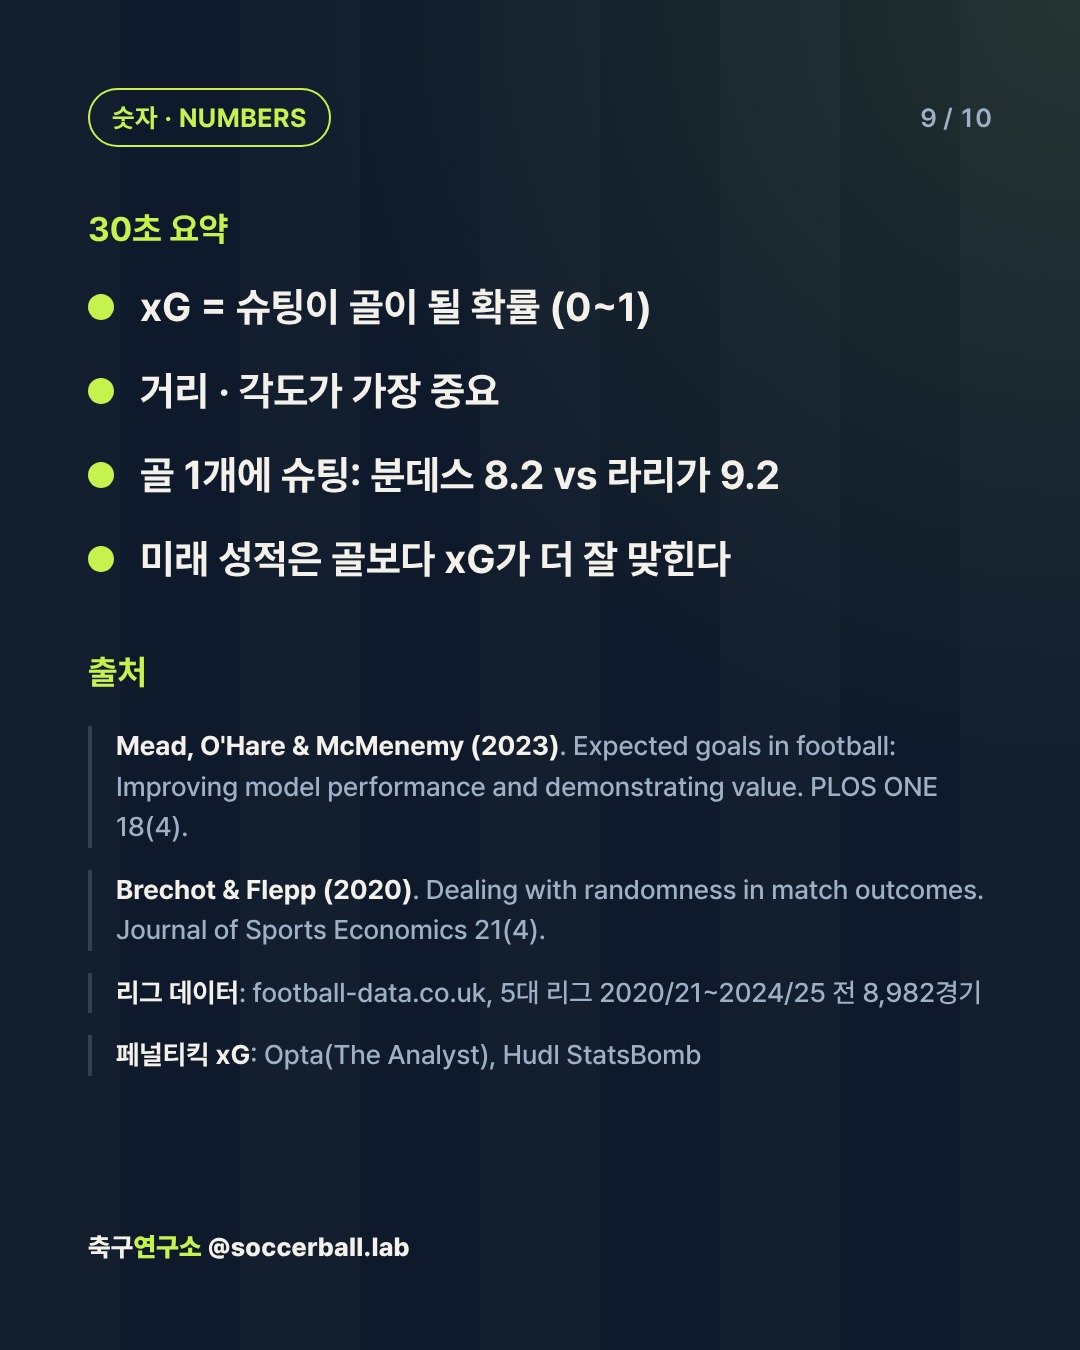 숫자 · NUMBERS
9 / 10
30초 요약
xG = 슈팅이 골이 될 확률 (0~1)
거리 · 각도가 가장 중요
골 1개에 슈팅: 분데스 8.2 vs 라리가 9.2
미래 성적은 골보다 xG가 더 잘 맞힌다
출처
Mead, O'Hare & McMenemy (2023). Expected goals in football:
Improving model performance and demonstrating value. PLOS ONE
18(4).
Brechot & Flepp (2020). Dealing with randomness in match outcomes.
Journal of Sports Economics 21(4).
리그 데이터: football-data.co.uk, 5대 리그 2020/21~2024/25 전 8,982경기
페널티킥 xG: Opta(The Analyst), Hudl StatsBomb
축구연구소 @soccerball.lab